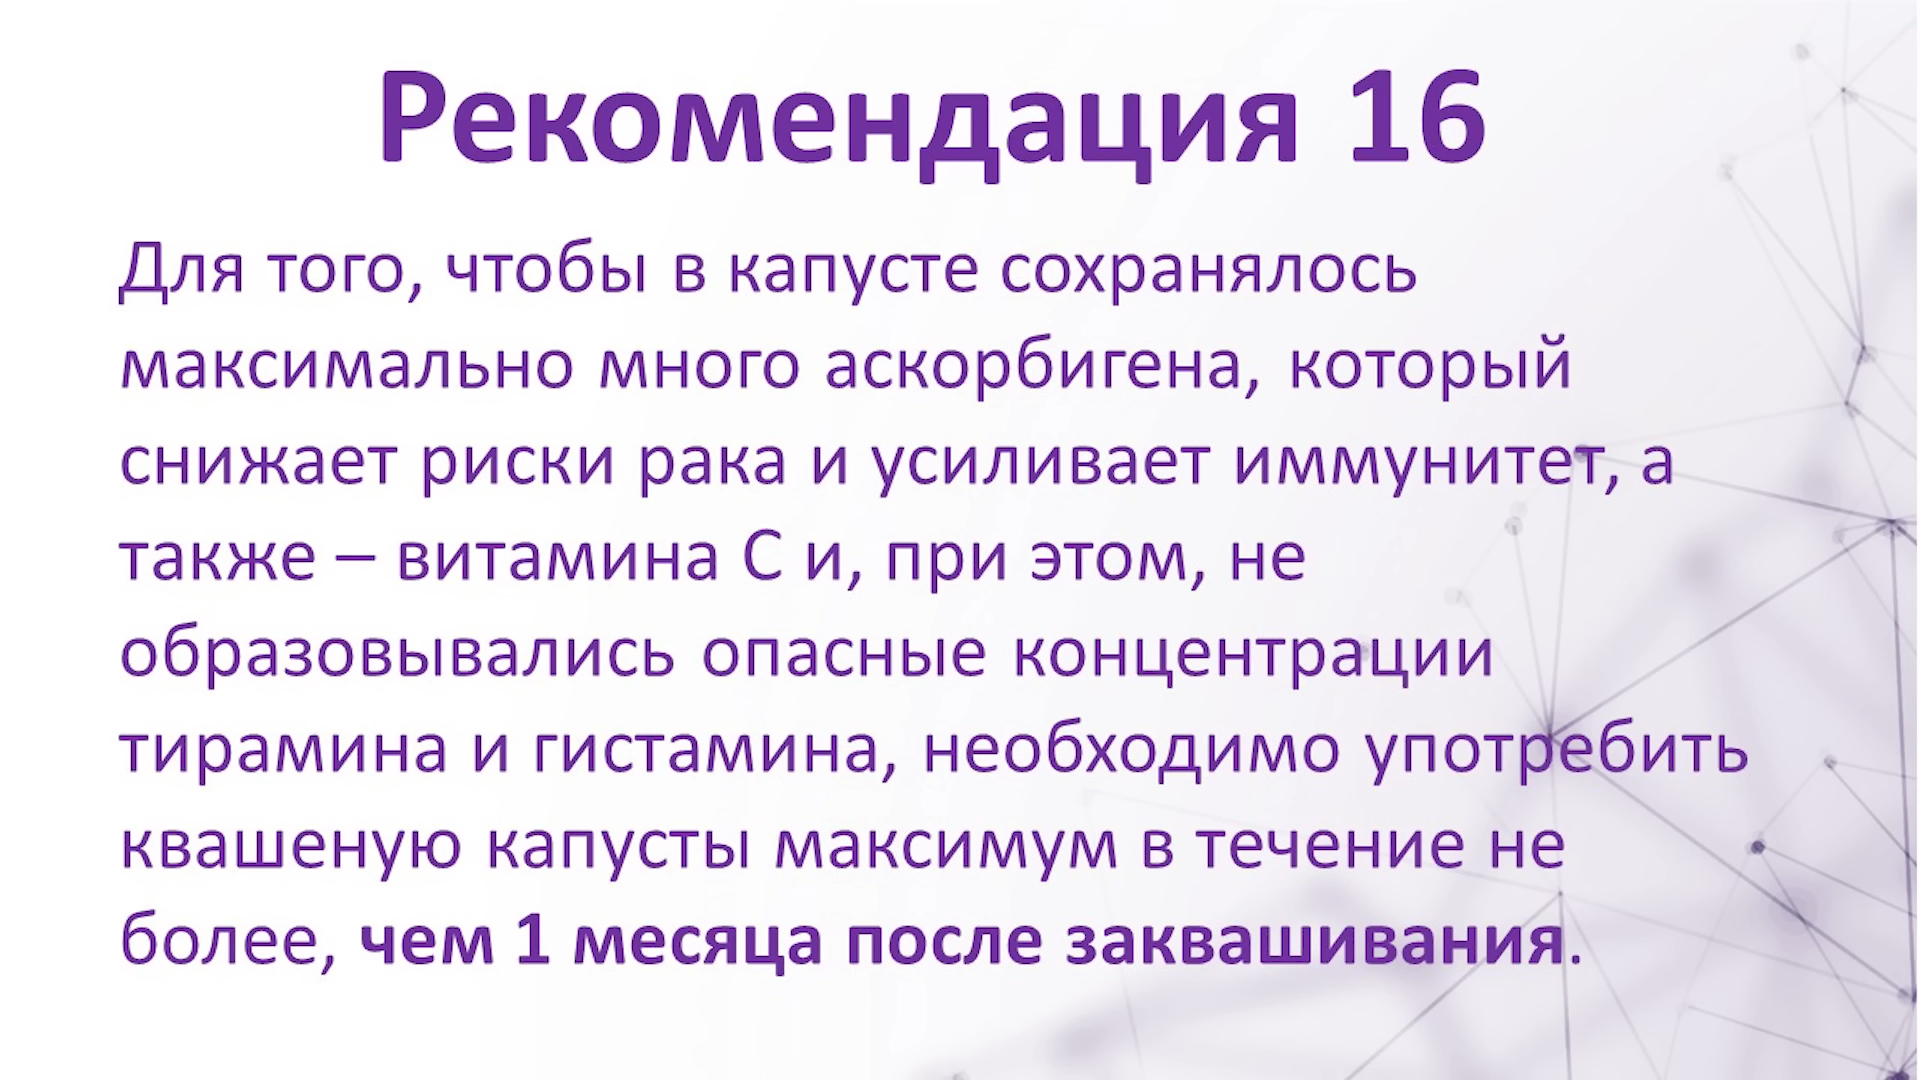 Рекомендация 16
Для того, чтобы в капусте сохранялось
максимально много аскорбигена, который
снижает риски рака и усиливает иммунитет, а
также – витамина С и, при этом, не
образовывались опасные концентрации
тирамина и гистамина, необходимо употребить
квашеную капусты максимум в течение не
более, чем 1 месяца после заквашивания.